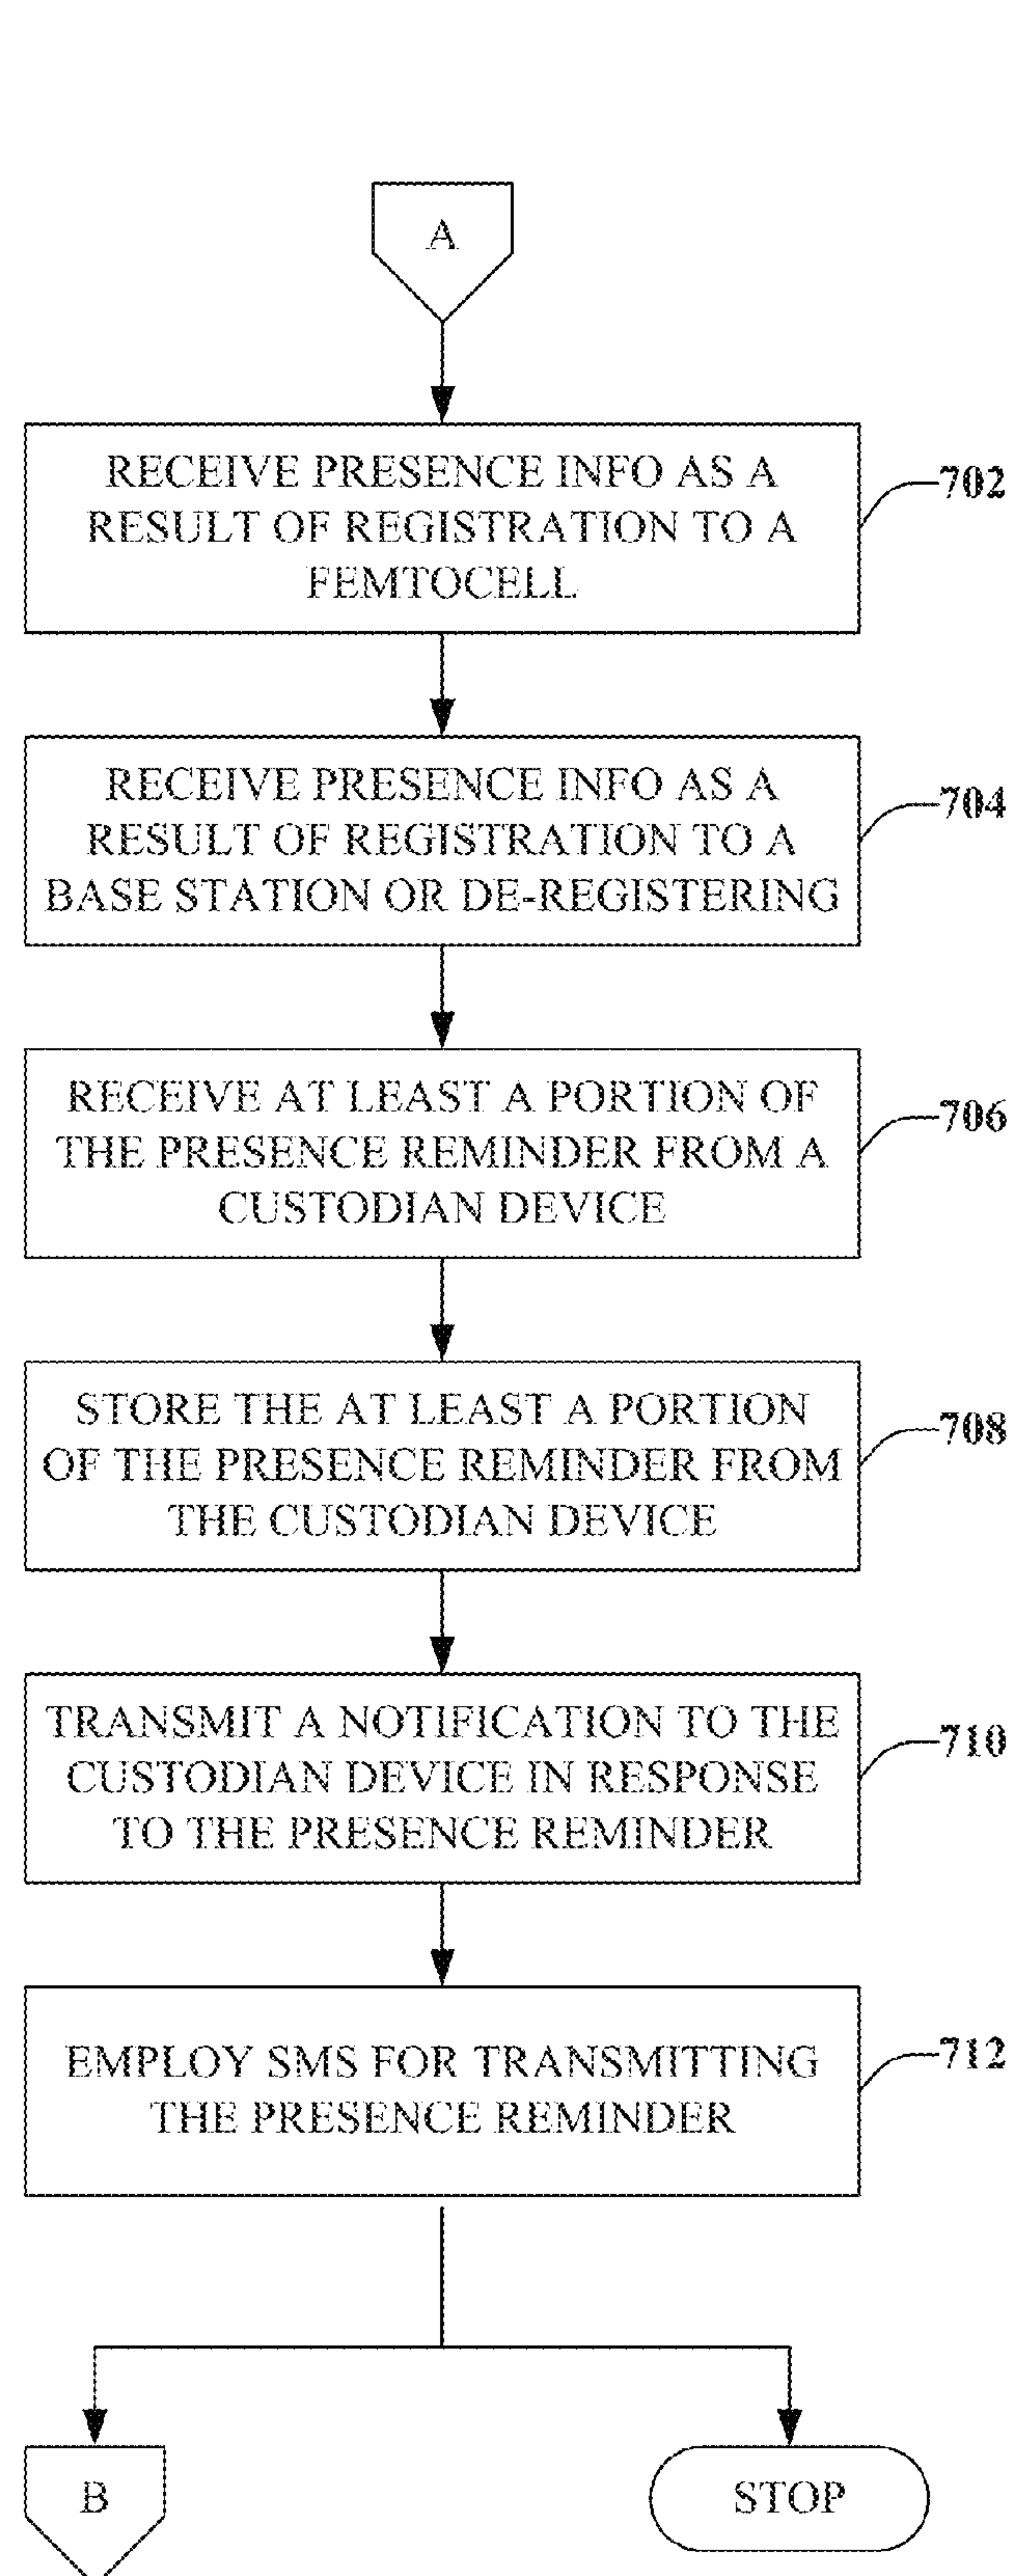 A
RECEIVE PRESENCE INFO AS A
RESULT OF REGISTRATION TO A
FEMTOCELL
702
RECEIVE PRESENCE INFO AS A
RESULT OF REGISTRATION TO A
BASE STATION OR DE-REGISTERING
704
RECEIVE AT LEAST A PORTION OF
THE PRESENCE REMINDER FROM A
CUSTODIAN DEVICE
706
STORE THE AT LEAST A PORTION
OF THE PRESENCE REMINDER FROM
THE CUSTODIAN DEVICE
708
TRANSMIT A NOTIFICATION TO THE
CUSTODIAN DEVICE IN RESPONSE
TO THE PRESENCE REMINDER
710
EMPLOY SMS FOR TRANSMITTING
THE PRESENCE REMINDER
712
B
STOP